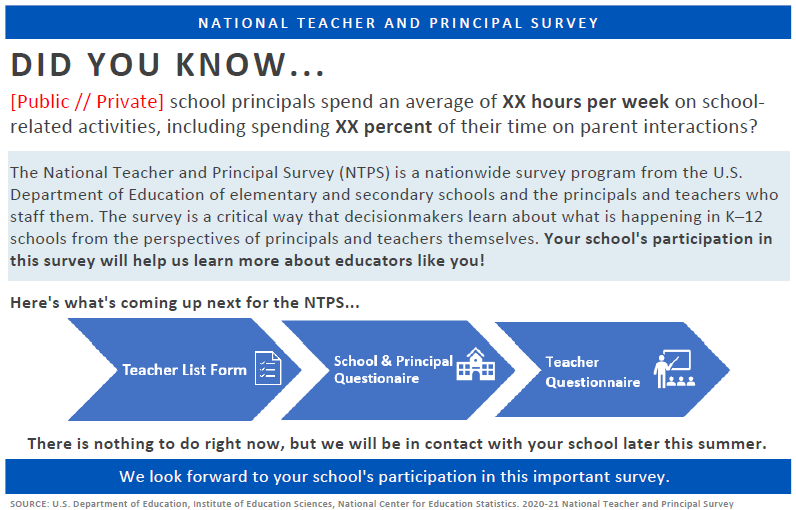 NATIONAL TEACHER AND PRINCIPAL SURVEY
DID YOU KNOW...
[Public // Private] school principals spend an average of XX hours per week on school-
related activities, including spending XX percent of their time on parent interactions?
The National Teacher and Principal Survey (NTPS) is a nationwide survey program from the U.S.
Department of Education of elementary and secondary schools and the principals and teachers who
staff them. The survey is a critical way that decisionmakers learn about what is happening in K–12
schools from the perspectives of principals and teachers themselves. Your school's participation in
this survey will help us learn more about educators like you!
Here's what's coming up next for the NTPS...
Teacher List Form
School & Principal
Questionaire
Teacher
Questionnaire
There is nothing to do right now, but we will be in contact with your school later this summer.
We look forward to your school's participation in this important survey.
SOURCE: U.S. Department of Education, Institute of Education Sciences, National Center for Education Statistics. 2020-21 National Teacher and Principal Survey